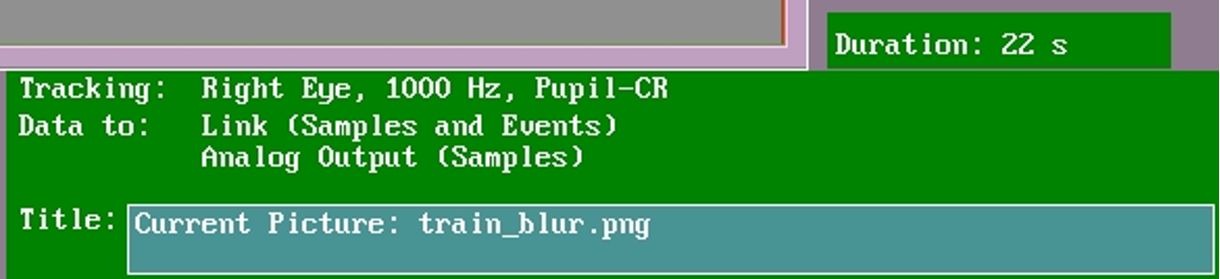 Duration: 22 s
Tracking: Right Eye, 1000 Hz, Pupil-CR
Data to: Link (Samples and Events)
Analog Output (Samples)
Title: Current Picture: train_blur.png